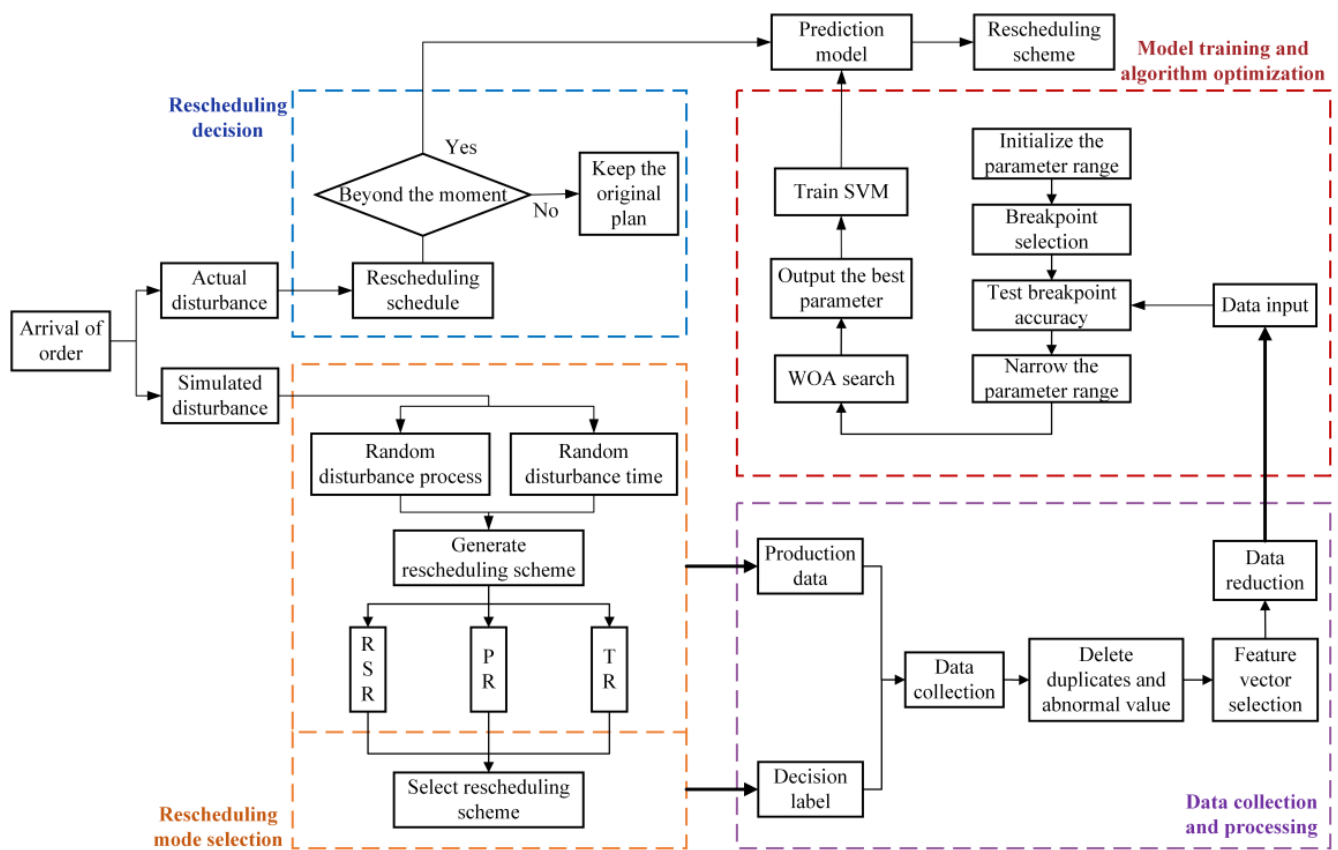 Prediction
model
Rescheduling
scheme
Model training and
algorithm optimization
Rescheduling
decision
Yes
Beyond the moment
No
Keep the
original
plan
Initialize the
parameter range
Train SVM
Breakpoint
selection
Actual
disturbance
Rescheduling
schedule
Output the best
parameter
Test breakpoint
accuracy
Data input
Arrival of
order
Simulated
disturbance
WOA search
Narrow the
parameter range
Random
disturbance process
Random
disturbance time
Generate
rescheduling scheme
Production
data
Data
reduction
R
S
R
P
R
T
R
Data
collection
Delete
duplicates and
abnormal value
Feature
vector
selection
Select rescheduling
scheme
Decision
label
Rescheduling
mode selection
Data collection
and processing